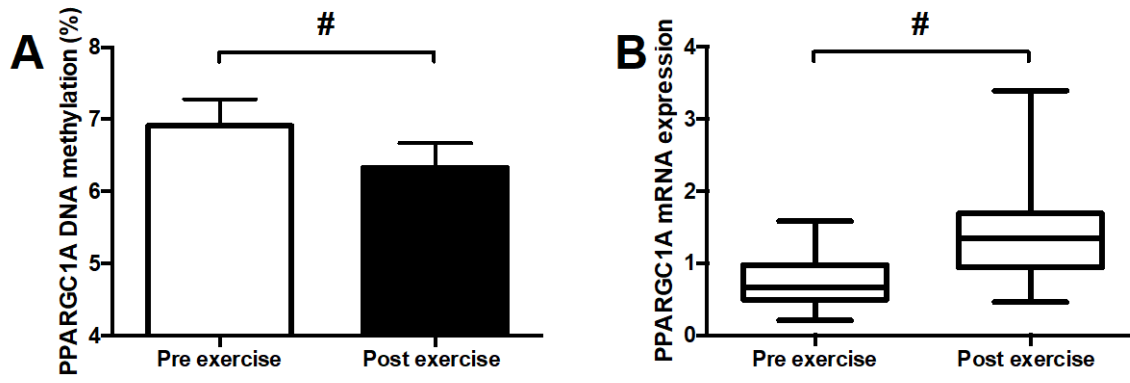 A
PPARGC1A DNA methylation (%)
8
7
6
5
4
#
Pre exercise
Post exercise
B
PPARGC1A mRNA expression
4
3
2
1
0
#
Pre exercise
Post exercise